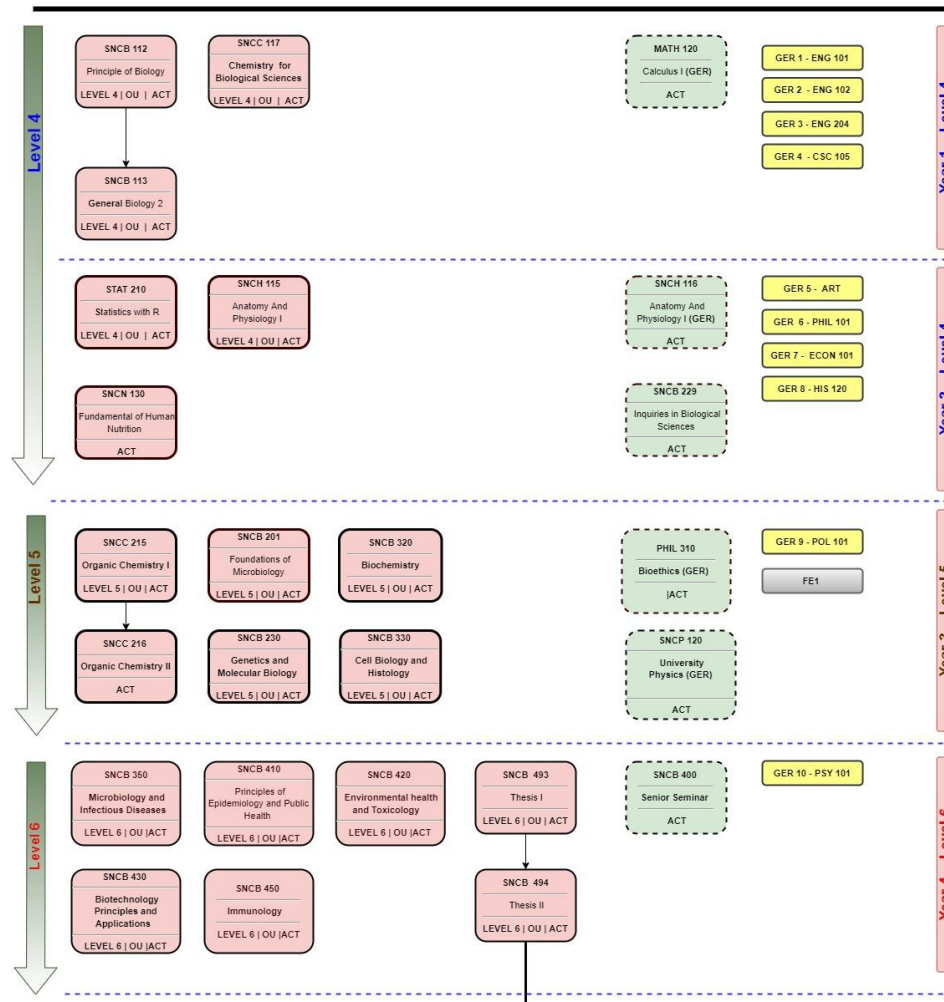 Level 4
SNCB 112
Principle of Biology
LEVEL 4 | OU | ACT
SNCC 117
Chemistry for
Biological Sciences
LEVEL 4 | OU | ACT
MATH 120
Calculus I (GER)
ACT
GER 1 - ENG 101
GER 2 - ENG 102
GER 3 - ENG 204
GER 4 - CSC 105
Year 1 Level 4
SNCB 113
General Biology 2
LEVEL 4 | OU | ACT
STAT 210
Statistics with R
LEVEL 4 | OU | ACT
SNCH 115
Anatomy And
Physiology I
LEVEL 4 | OU | ACT
SNCH 116
Anatomy And
Physiology I (GER)
ACT
GER 5 - ART
GER 6 - PHIL 101
GER 7 - ECON 101
GER 8 - HIS 120
Level 4
SNCN 130
Fundamental of Human
Nutrition
ACT
SNCB 229
Inquiries in Biological
Sciences
ACT
Level 5
SNCC 215
Organic Chemistry I
LEVEL 5 | OU | ACT
SNCB 201
Foundations of
Microbiology
LEVEL 5 | OU | ACT
SNCB 320
Biochemistry
LEVEL 5 | OU | ACT
PHIL 310
Bioethics (GER)
|ACT
GER 9 - POL 101
FE1
SNCC 216
Organic Chemistry II
ACT
SNCB 230
Genetics and
Molecular Biology
LEVEL 5 | OU | ACT
SNCB 330
Cell Biology and
Histology
LEVEL 5 | OU | ACT
SNCP 120
University
Physics (GER)
ACT
Level 6
SNCB 350
Microbiology and
Infectious Diseases
LEVEL 6 | OU |ACT
SNCB 410
Principles of
Epidemiology and Public
Health
LEVEL 6 | OU |ACT
SNCB 420
Environmental health
and Toxicology
LEVEL 6 | OU |ACT
SNCB 493
Thesis I
LEVEL 6 | OU | ACT
SNCB 400
Senior Seminar
ACT
GER 10 - PSY 101
SNCB 430
Biotechnology
Principles and
Applications
LEVEL 6 | OU |ACT
SNCB 450
Immunology
LEVEL 6 | OU |ACT
SNCB 494
Thesis II
LEVEL 6 | OU | ACT